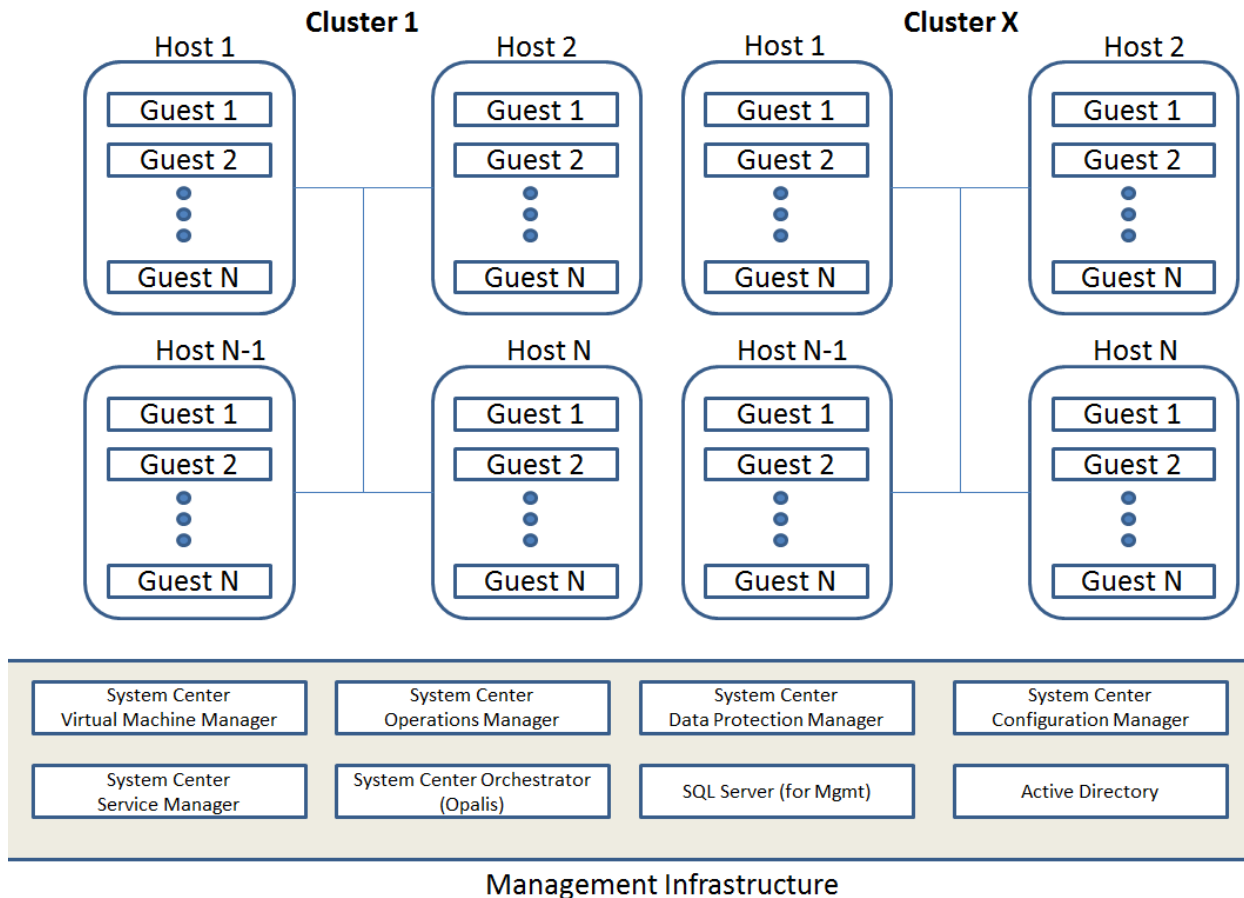 Cluster 1
Cluster X
Host 1
Host 2
Host 1
Host 2
Guest 1
Guest 1
Guest 1
Guest 1
Guest 2
Guest 2
Guest 2
Guest 2
Guest N
Guest N
Guest N
Guest N
Host N-1
Host N
Host N-1
Host N
Guest 1
Guest 1
Guest 1
Guest 1
Guest 2
Guest 2
Guest 2
Guest 2
Guest N
Guest N
Guest N
Guest N
System Center
Virtual Machine Manager
System Center
Operations Manager
System Center
Data Protection Manager
System Center
Configuration Manager
System Center
Service Manager
System Center Orchestrator
(Opalis)
SQL Server (for Mgmt)
Active Directory
Management Infrastructure